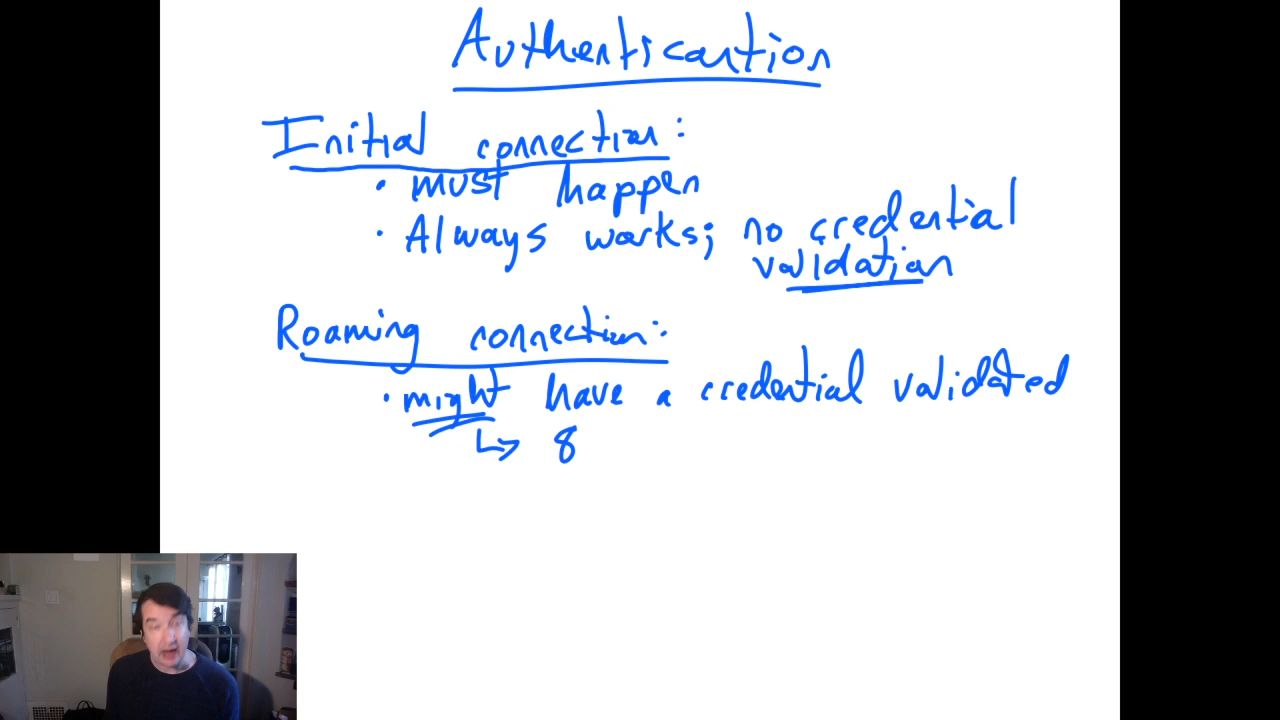 Authentication
Initial connection:
• must happen
• Always works; no credential
validation
Roaming connection:
• might have a credential validated
↳ 8